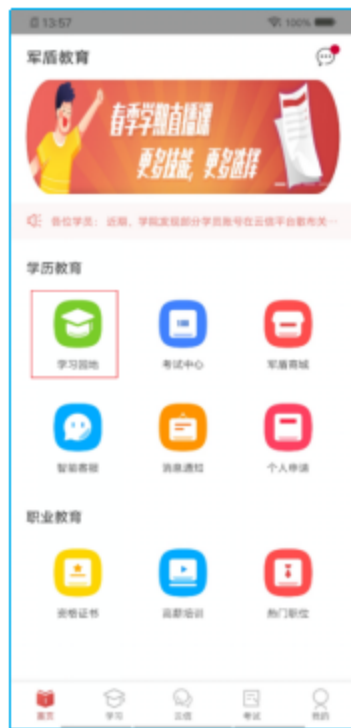 13:57
100%
军盾教育
春季学期直播课
更多技能, 更多选择
各位学员：近期，学院发现部分学员账号在云信平台散布关…
学历教育
学习园地 考试中心 军盾商城
智能客服 消息通知 个人申请
职业教育
资格证书 高薪培训 热门职位
首页 学习 云信 考试 我的